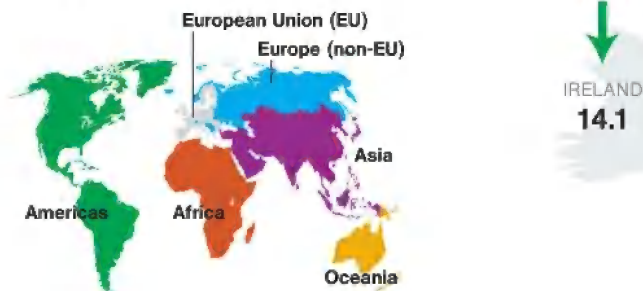 European Union (EU)
Europe (non-EU)
Asia
Americas
Africa
Oceania
IRELAND
14.1